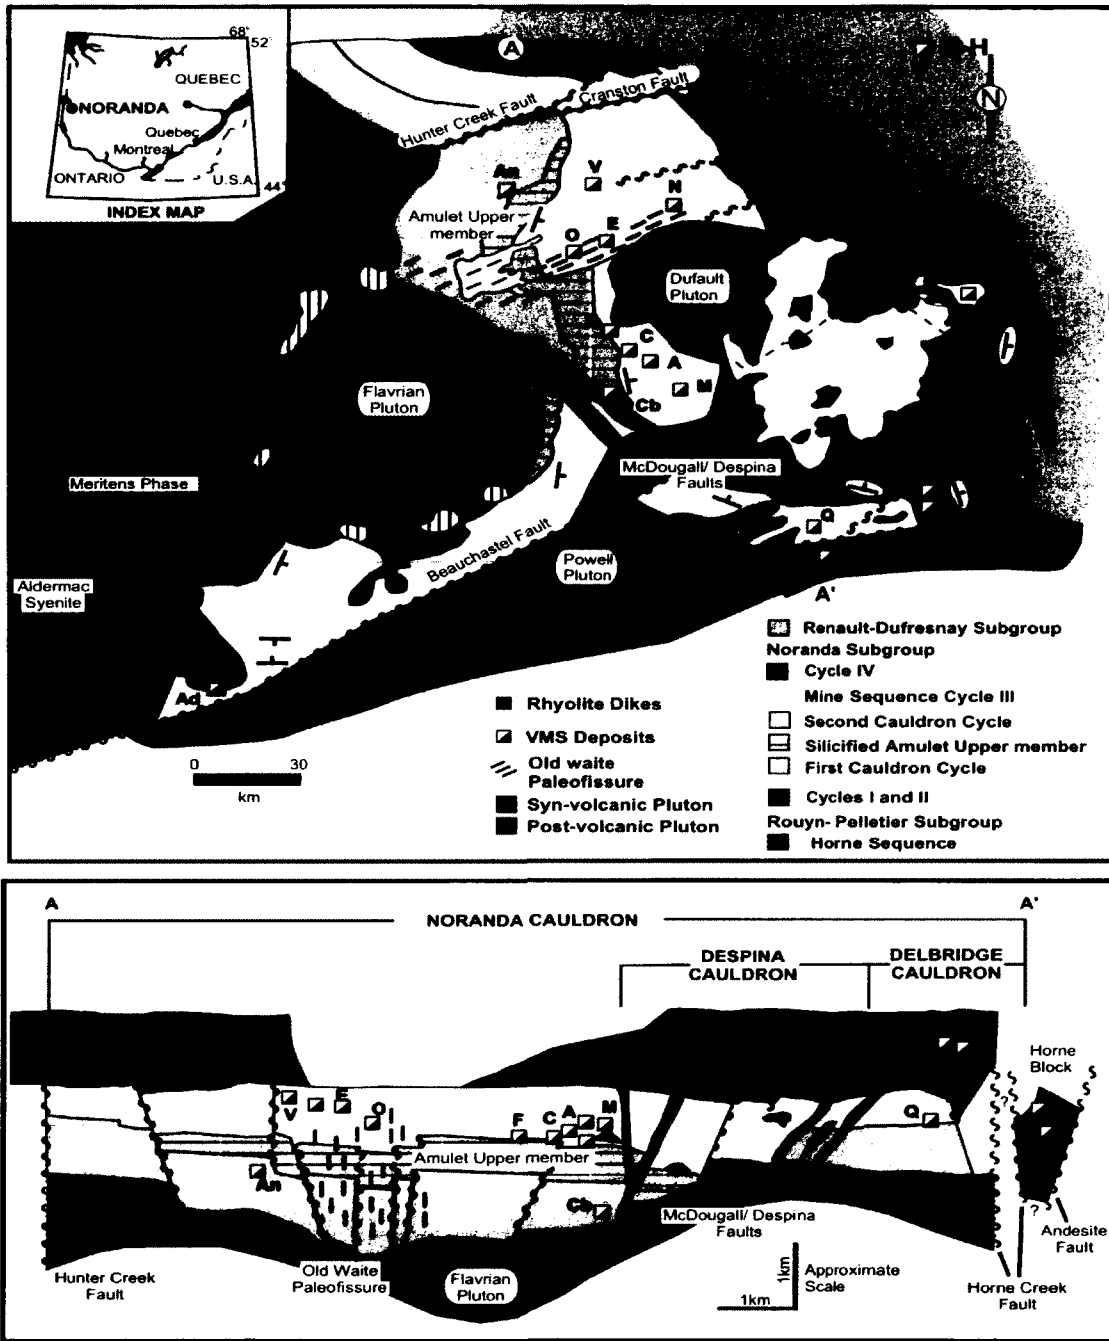 68°
52°
QUEBEC
NORANDA
Quebec
Montreal
ONTARIO
U.S.A.
44°
INDEX MAP
A
H
N
Hunter Creek Fault
Cranston Fault
An
V
N
Amulet Upper
member
O
E
Dufault
Pluton
C
A
M
Cb
Flavrian
Pluton
Meritens Phase
McDougall/ Despina
Faults
Q
Beauchastel Fault
Powell
Pluton
Aldermac
Syenite
A'
Ad
0
30
km
Rhyolite Dikes
VMS Deposits
Old waite
Paleofissure
Syn-volcanic Pluton
Post-volcanic Pluton
Renault-Dufresnay Subgroup
Noranda Subgroup
Cycle IV
Mine Sequence Cycle III
Second Cauldron Cycle
Silicified Amulet Upper member
First Cauldron Cycle
Cycles I and II
Rouyn-Pelletier Subgroup
Horne Sequence
A
A'
NORANDA CAULDRON
DESPINA
CAULDRON
DELBRIDGE
CAULDRON
Horne
Block
V
E
O
F
C
A
M
Q
?
Amulet Upper member
An
Cb
McDougall/ Despina
Faults
?
Andesite
Fault
Hunter Creek
Fault
Old Waite
Paleofissure
Flavrian
Pluton
1km
1km
Approximate
Scale
Horne Creek
Fault